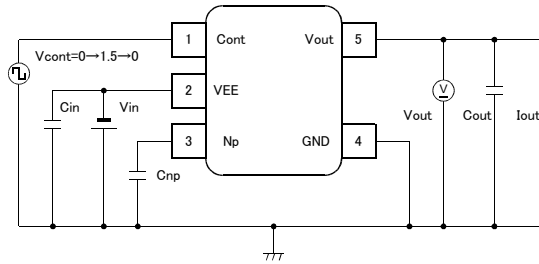 1 Cont Vout 5
Vcont=0→1.5→0
2 VEE
Cin Vin
3 Np GND 4
Cnp
V
Vout Cout Iout